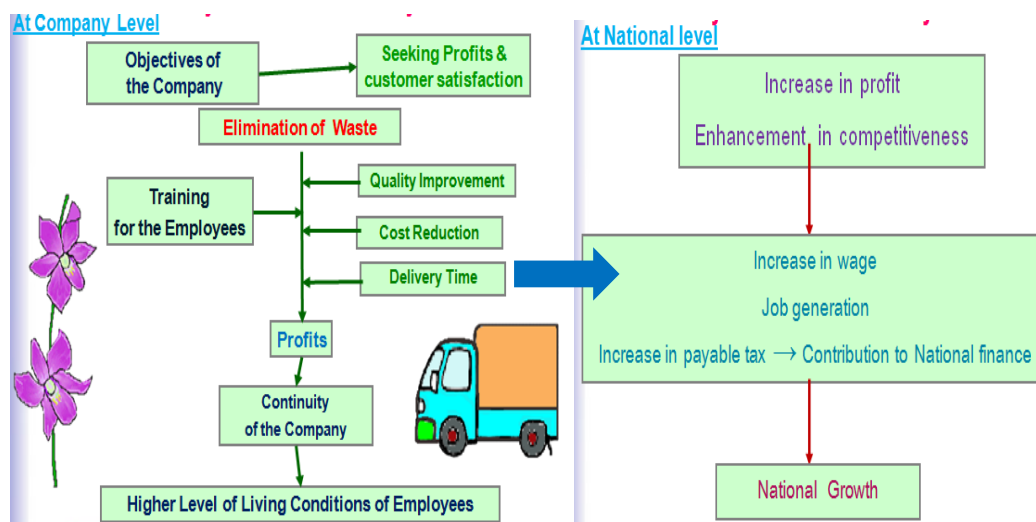 At Company Level
Objectives of
the Company
Seeking Profits &
customer satisfaction
Elimination of Waste
Quality Improvement
Training
for the Employees
Cost Reduction
Delivery Time
Profits
Continuity
of the Company
Higher Level of Living Conditions of Employees
At National level
Increase in profit
Enhancement in competitiveness
Increase in wage
Job generation
Increase in payable tax → Contribution to National finance
National Growth